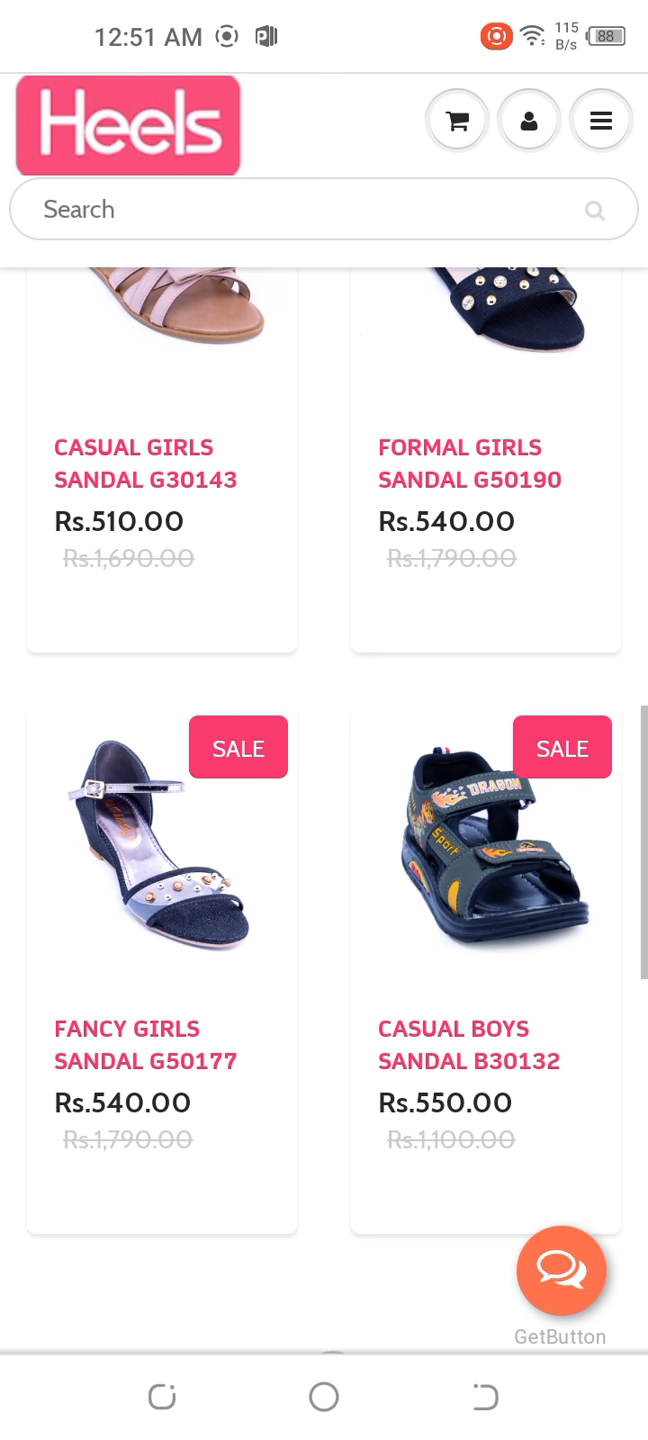 12:51 AM
115
B/s
88
Heels
Search
CASUAL GIRLS
SANDAL G30143
Rs.510.00
Rs.1,690.00
FORMAL GIRLS
SANDAL G50190
Rs.540.00
Rs.1,790.00
SALE
FANCY GIRLS
SANDAL G50177
Rs.540.00
Rs.1,790.00
SALE
DRAGON
Sport
CASUAL BOYS
SANDAL B30132
Rs.550.00
Rs.1,100.00
GetButton